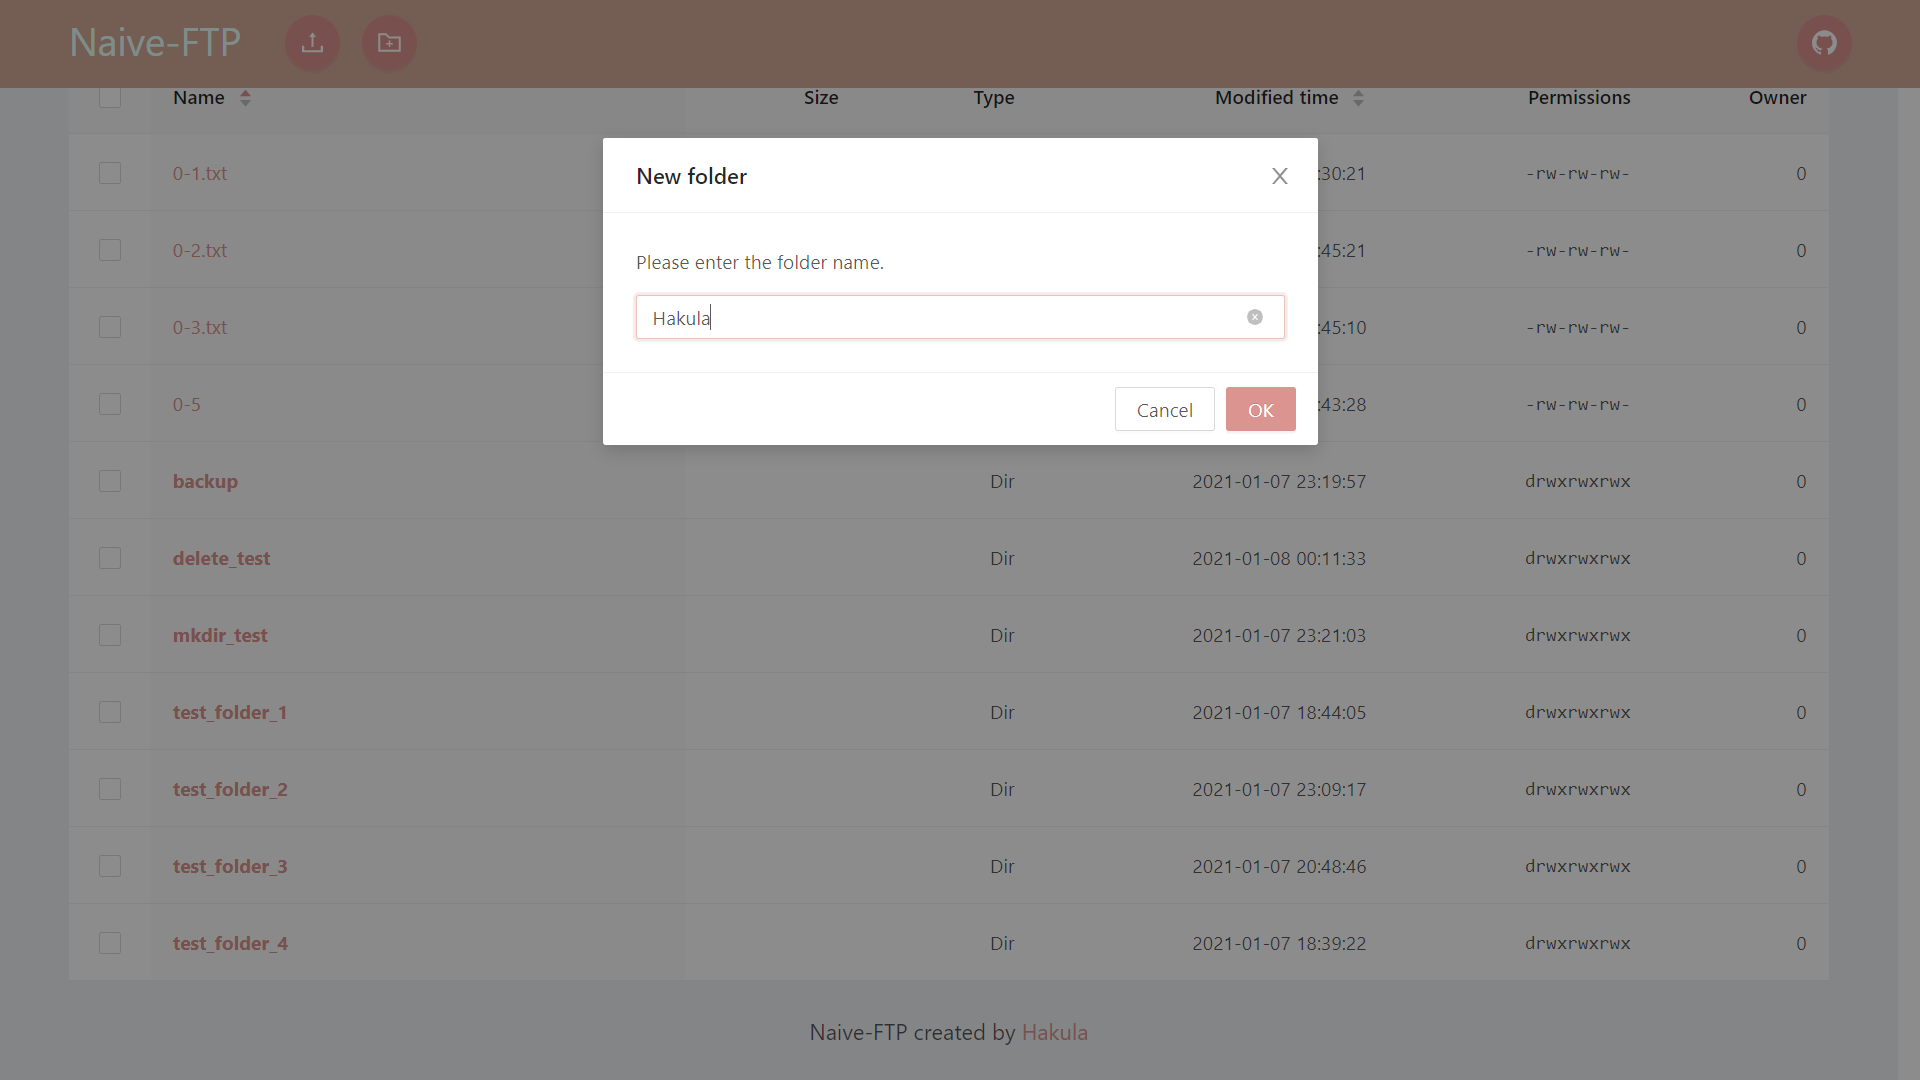 Naive-FTP
Name Size Type Modified time Permissions Owner
New folder
Please enter the folder name.
Hakula
Cancel OK
0-1.txt :30:21 -rw-rw-rw- 0
0-2.txt :45:21 -rw-rw-rw- 0
0-3.txt :45:10 -rw-rw-rw- 0
0-5 :43:28 -rw-rw-rw- 0
backup Dir 2021-01-07 23:19:57 drwxrwxrwx 0
delete_test Dir 2021-01-08 00:11:33 drwxrwxrwx 0
mkdir_test Dir 2021-01-07 23:21:03 drwxrwxrwx 0
test_folder_1 Dir 2021-01-07 18:44:05 drwxrwxrwx 0
test_folder_2 Dir 2021-01-07 23:09:17 drwxrwxrwx 0
test_folder_3 Dir 2021-01-07 20:48:46 drwxrwxrwx 0
test_folder_4 Dir 2021-01-07 18:39:22 drwxrwxrwx 0
Naive-FTP created by Hakula